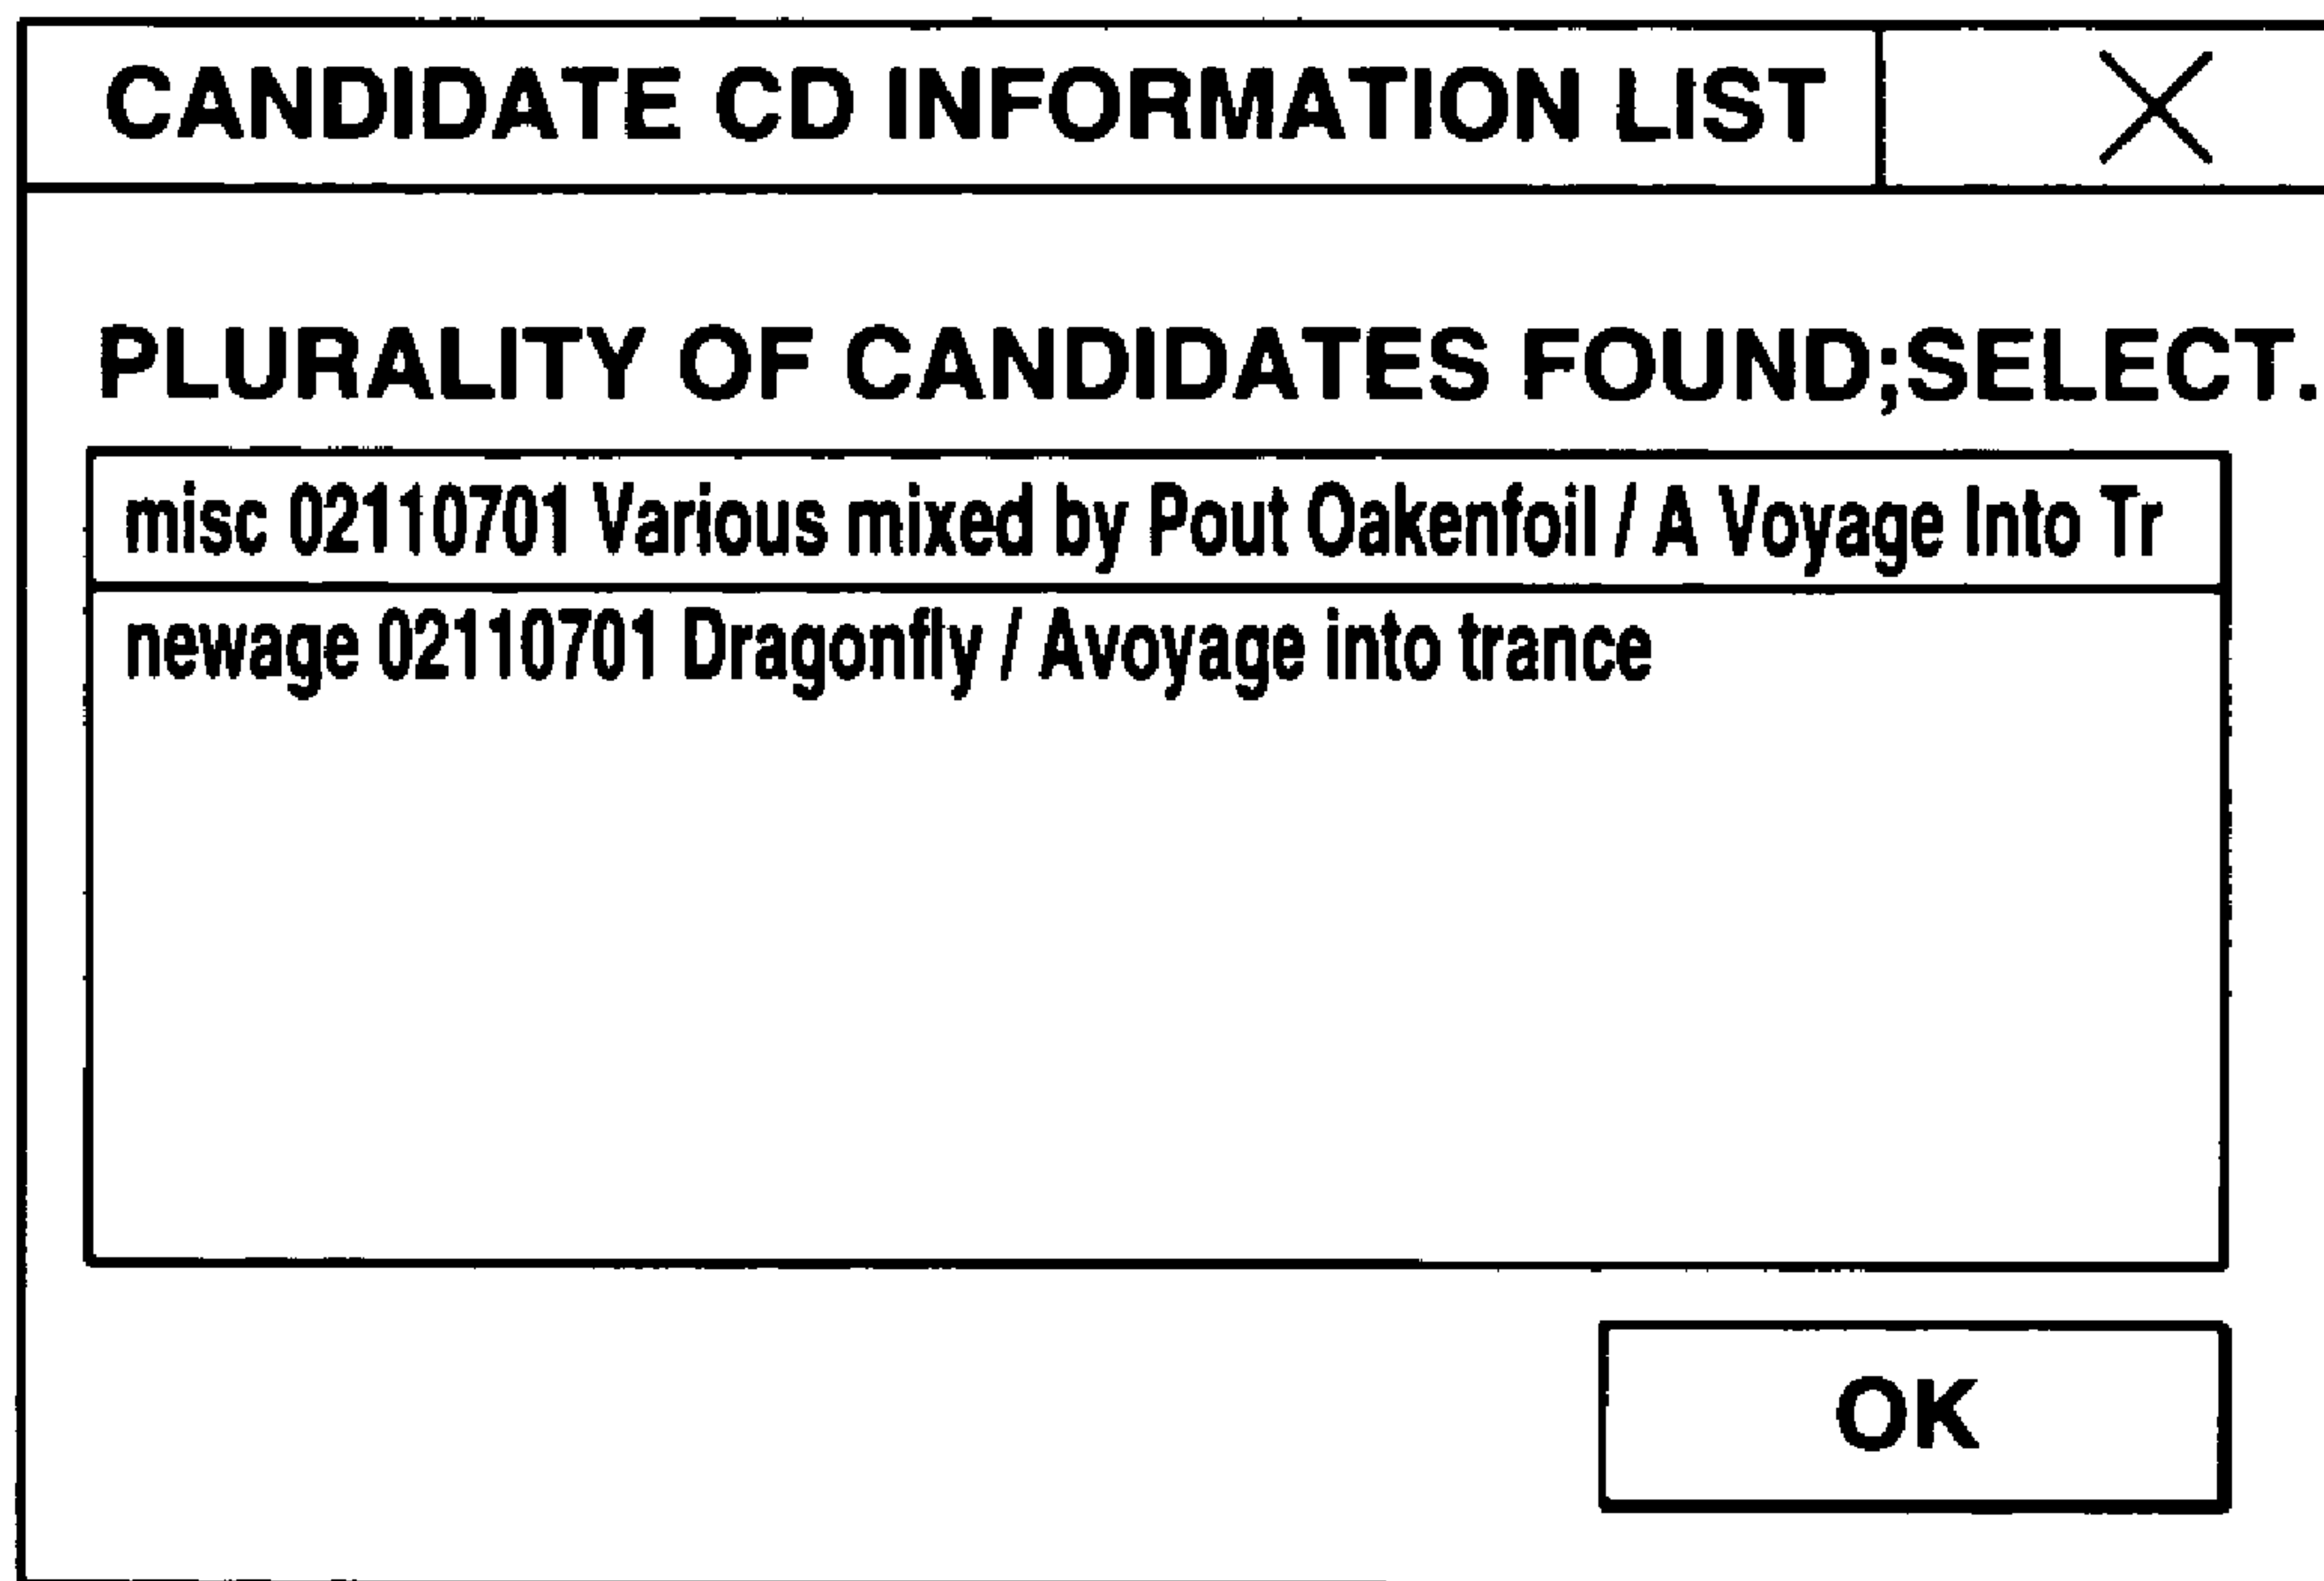 CANDIDATE CD INFORMATION LIST
PLURALITY OF CANDIDATES FOUND;SELECT.
misc 02110701 Various mixed by Pout Oakenfoil / A Voyage Into Tr
newage 02110701 Dragonfly / Avoyage into trance
OK